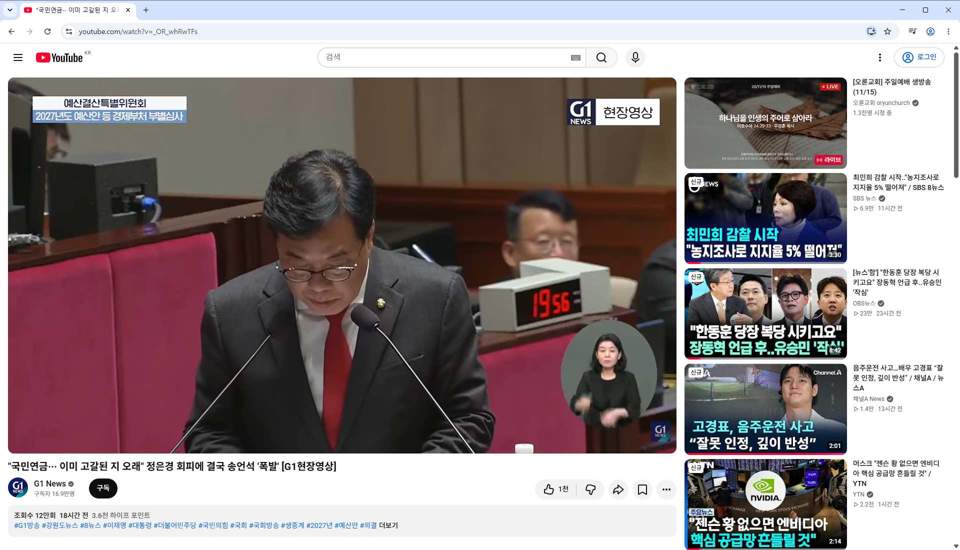 "국민연금··· 이미 고갈된 지 오
youtube.com/watch?v=_OR_whRwTFs
YouTube KR
검색
로그인
예산결산특별위원회
2027년도 예산안 등 경제부처 부별심사
G1 NEWS 현장영상
19 56
G1 NEWS
"국민연금··· 이미 고갈된 지 오래" 정은경 회피에 결국 송언석 '폭발' [G1현장영상]
G1 News
구독자 16.9만명
구독
1천
조회수 12만회 18시간 전 3.6천 하이프 포인트
#G1방송 #강원도뉴스 #8뉴스 #이재명 #대통령 #더불어민주당 #국민의힘 #국회 #국회방송 #생중계 #2027년 #예산안 #의결 더보기
LIVE
하나님을 인생의 주어로 삼아라
라이브
[오륜교회] 주일예배 생방송
(11/15)
오륜교회 oryunchurch
1.3만명 시청 중
신규
NEWS
최민희 감찰 시작
"농지조사로 지지율 5% 떨어져"
3:30
최민희 감찰 시작.."농지조사로
지지율 5% 떨어져" / SBS 8뉴스
SBS 뉴스
6.9만 11시간 전
신규
"한동훈 당장 복당 시키고요"
장동혁 언급 후..유승민 '작심'
8:42
[뉴스'향'] "한동훈 당장 복당 시
키고요" 장동혁 언급 후..유승민
'작심'
OBS뉴스
23만 23시간 전
신규
Channel A
고경표, 음주운전 사고
"잘못 인정, 깊이 반성"
2:01
음주운전 사고…배우 고경표 "잘
못 인정, 깊이 반성" / 채널A / 뉴
스A
채널A News
1.4만 13시간 전
신규
NVIDIA
주요뉴스
"젠슨 황 없으면 엔비디아
핵심 공급망 흔들릴 것"
2:14
머스크 "젠슨 황 없으면 엔비디
아 핵심 공급망 흔들릴 것" /
YTN
YTN
2.2천 1시간 전